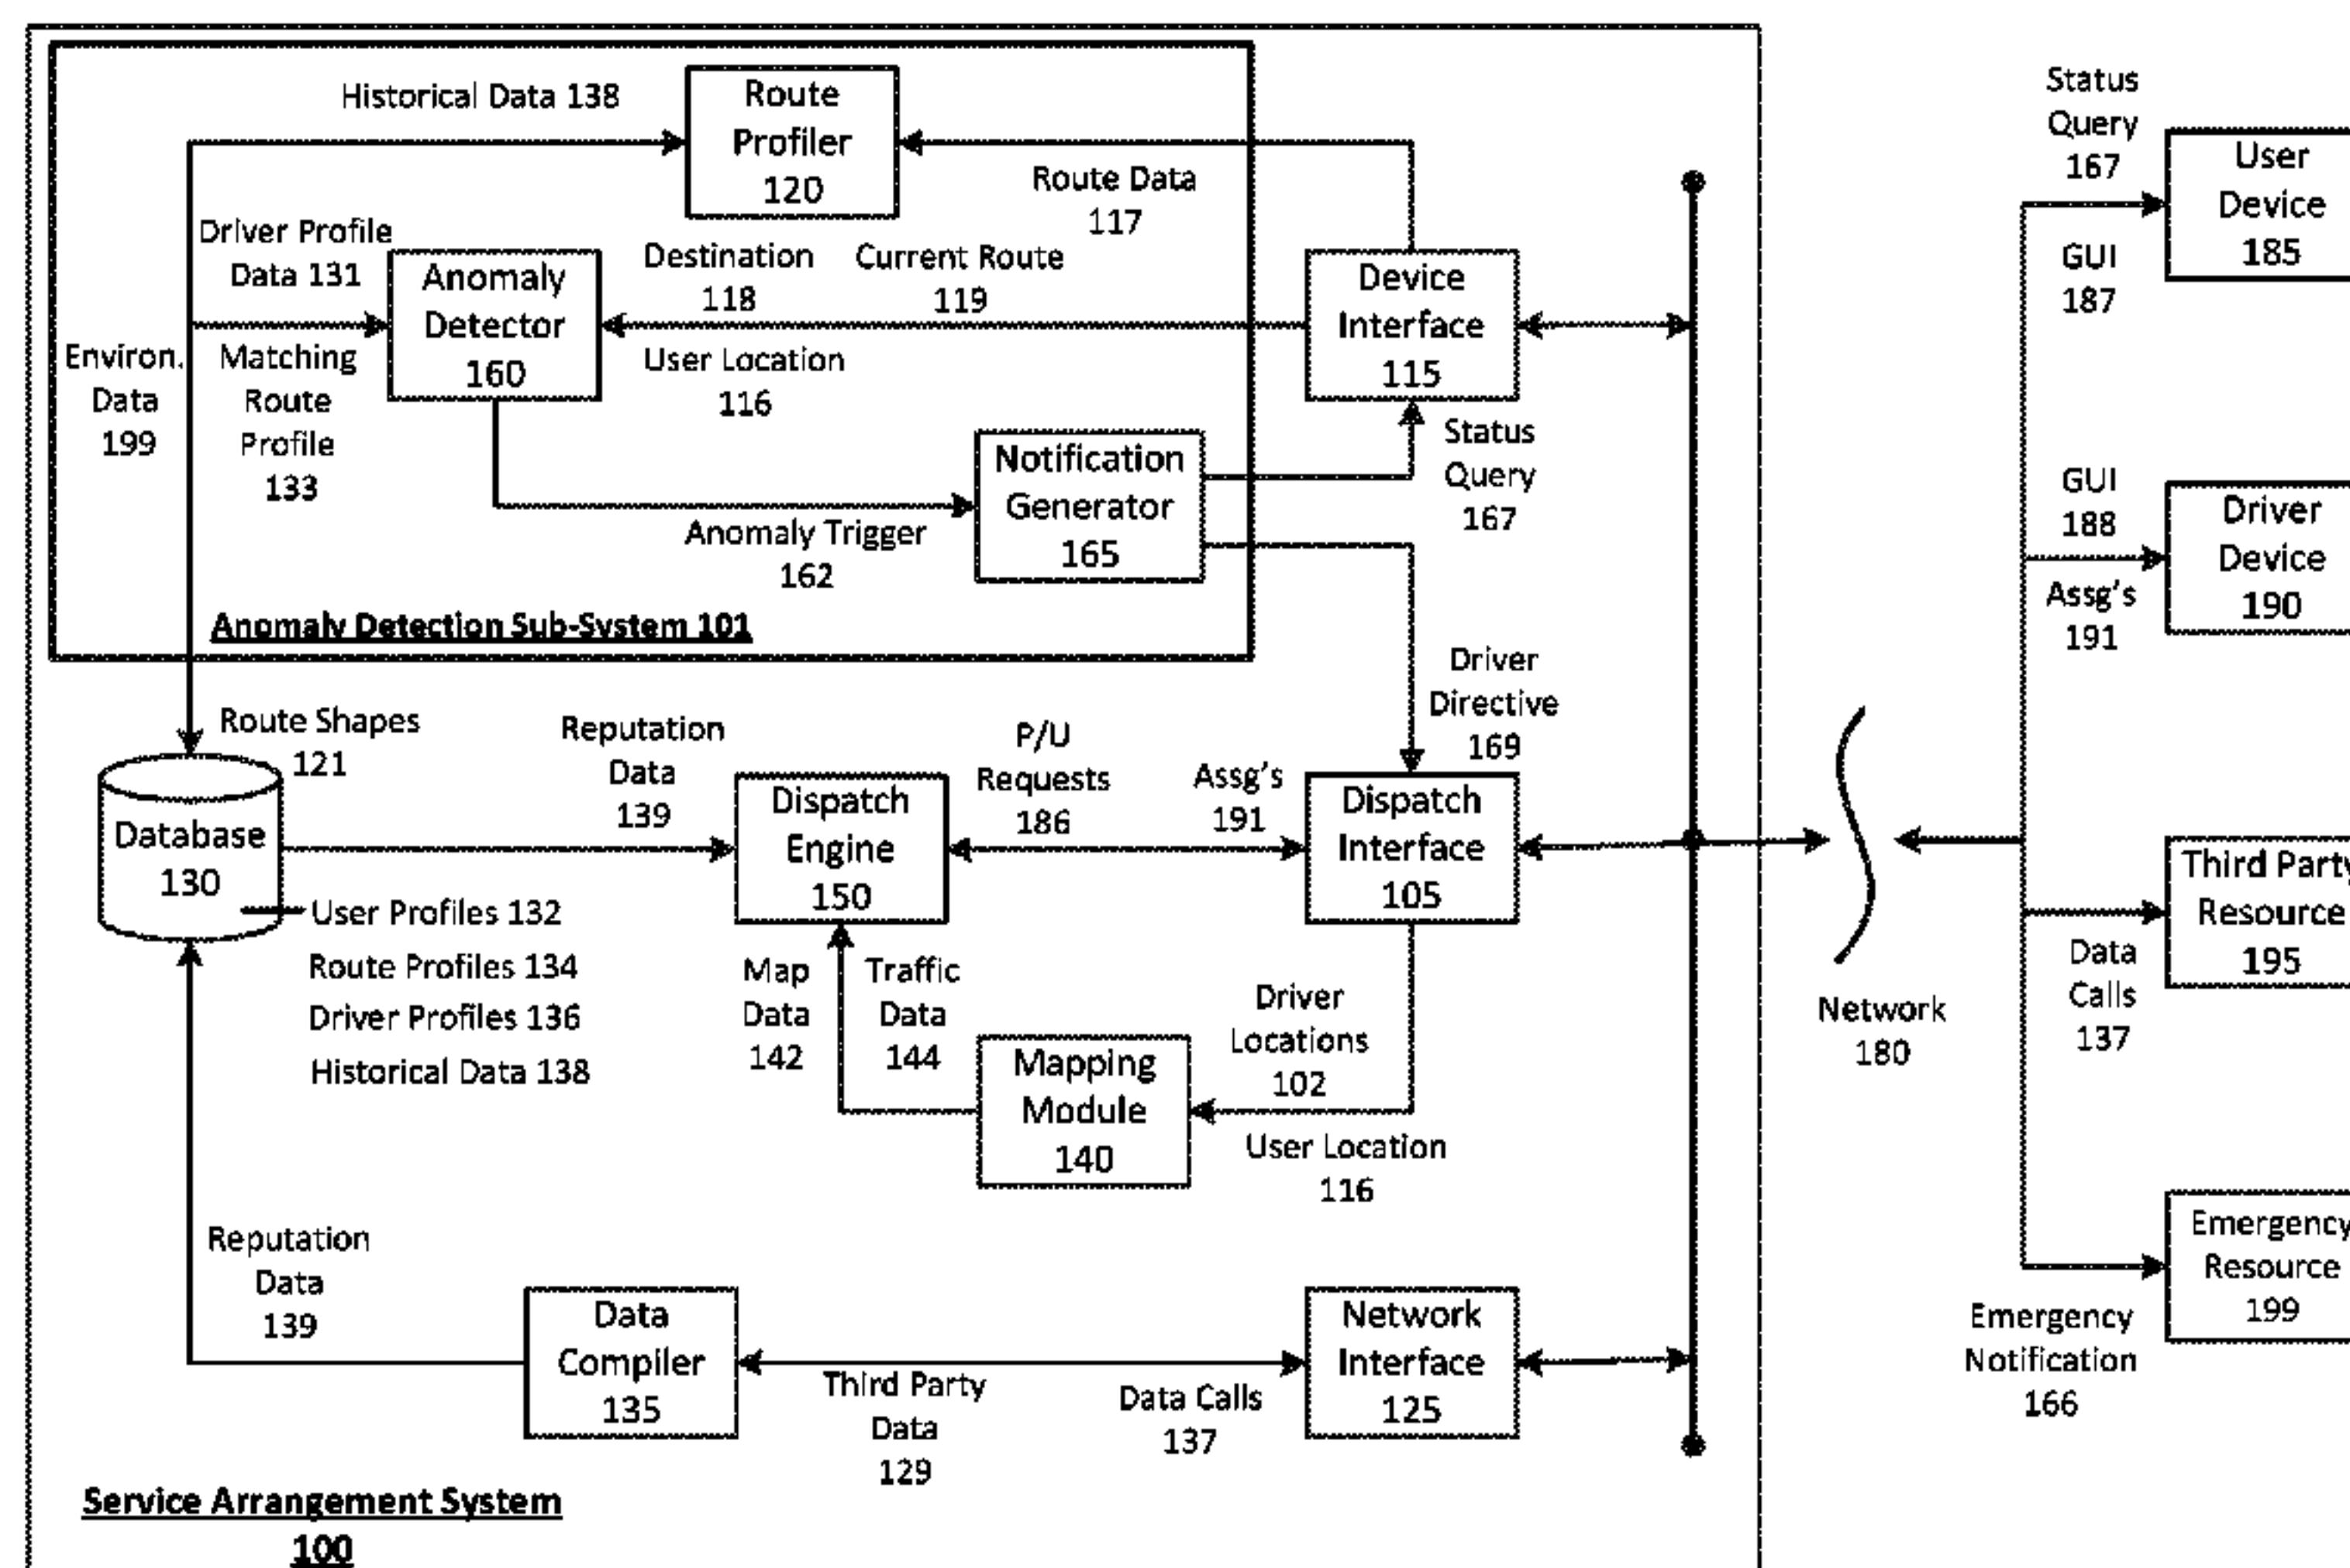 Historical Data 138
Route
Profiler
120
Route Data
117
Driver Profile
Data 131
Anomaly
Detector
160
Destination
118
Current Route
119
User Location
116
Device
Interface
115
Environ.
Data
199
Matching
Route
Profile
133
Notification
Generator
165
Status
Query
167
Anomaly Trigger
162
Anomaly Detection Sub-System 101
Driver
Directive
169
Route Shapes
121
Database
130
Reputation
Data
139
Dispatch
Engine
150
P/U
Requests
186
Assg's
191
Dispatch
Interface
105
User Profiles 132
Route Profiles 134
Driver Profiles 136
Historical Data 138
Map
Data
142
Traffic
Data
144
Mapping
Module
140
Driver
Locations
102
User Location
116
Reputation
Data
139
Data
Compiler
135
Third Party
Data
129
Data Calls
137
Network
Interface
125
Service Arrangement System
100
Network
180
Status
Query
167
GUI
187
User
Device
185
GUI
188
Assg's
191
Driver
Device
190
Third Party
Resource
195
Data
Calls
137
Emergency
Resource
199
Emergency
Notification
166